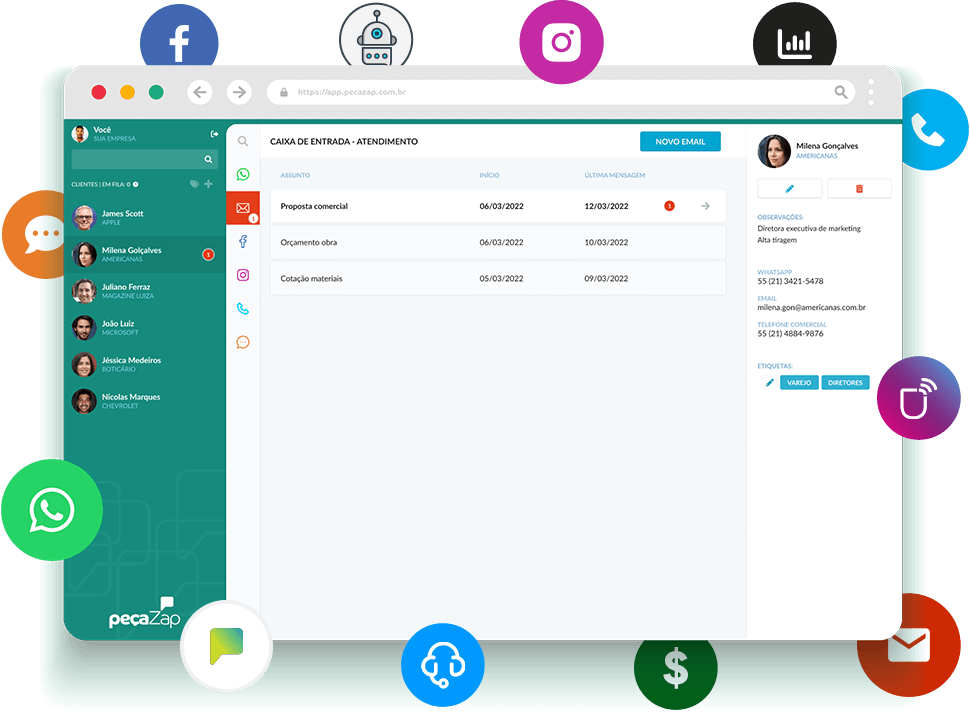 https://app.pecazap.com.br
Você
SUA EMPRESA
CLIENTES | EM FILA: 0
James Scott
APPLE
Milena Golçalves
AMERICANAS
1
Juliano Ferraz
MAGAZINE LUIZA
João Luiz
MICROSOFT
Jéssica Medeiros
BOTICÁRIO
Nicolas Marques
CHEVROLET
peçaZap
1
CAIXA DE ENTRADA - ATENDIMENTO
NOVO EMAIL
ASSUNTO INÍCIO ÚLTIMA MENSAGEM
Proposta comercial 06/03/2022 12/03/2022 1
Orçamento obra 06/03/2022 10/03/2022
Cotação materiais 05/03/2022 09/03/2022
Milena Gonçalves
AMERICANAS
OBSERVAÇÕES:
Diretora executiva de marketing
Alta tiragem
WHATSAPP
55 (21) 3421-5478
EMAIL
milena.gon@americanas.com.br
TELEFONE COMERCIAL
55 (21) 4884-9876
ETIQUETAS:
VAREJO DIRETORES
$